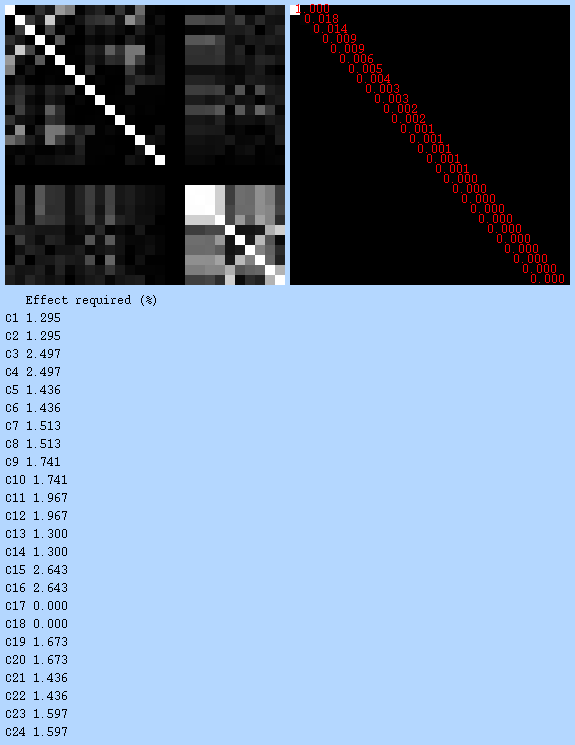 1.000
0.018
0.014
0.009
0.009
0.006
0.005
0.004
0.003
0.003
0.002
0.002
0.001
0.001
0.001
0.001
0.001
0.000
0.000
0.000
0.000
0.000
0.000
0.000
0.000
0.000
0.000
0.000
Effect required (%)
C1 1.295
C2 1.295
C3 2.497
C4 2.497
C5 1.436
C6 1.436
C7 1.513
C8 1.513
C9 1.741
C10 1.741
C11 1.967
C12 1.967
C13 1.300
C14 1.300
C15 2.643
C16 2.643
C17 0.000
C18 0.000
C19 1.673
C20 1.673
C21 1.436
C22 1.436
C23 1.597
C24 1.597